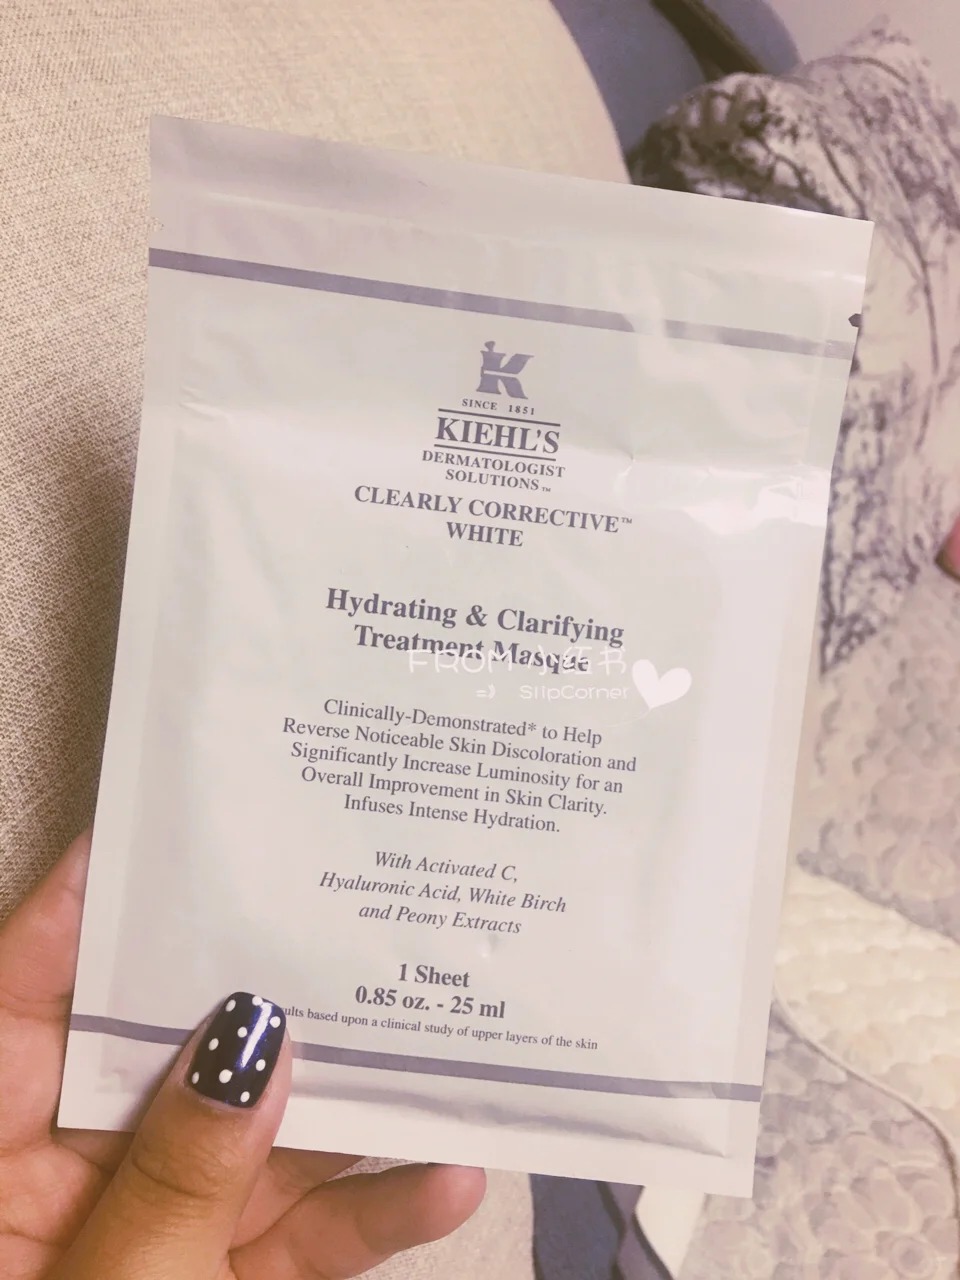 K
SINCE 1851
KIEHL'S
DERMATOLOGIST
SOLUTIONS™
CLEARLY CORRECTIVE™
WHITE
Hydrating & Clarifying
Treatment Masque
FROM 小红书
=) SlipCorner
Clinically-Demonstrated* to Help
Reverse Noticeable Skin Discoloration and
Significantly Increase Luminosity for an
Overall Improvement in Skin Clarity.
Infuses Intense Hydration.
With Activated C,
Hyaluronic Acid, White Birch
and Peony Extracts
1 Sheet
0.85 oz. - 25 ml
based upon a clinical study of upper layers of the skin